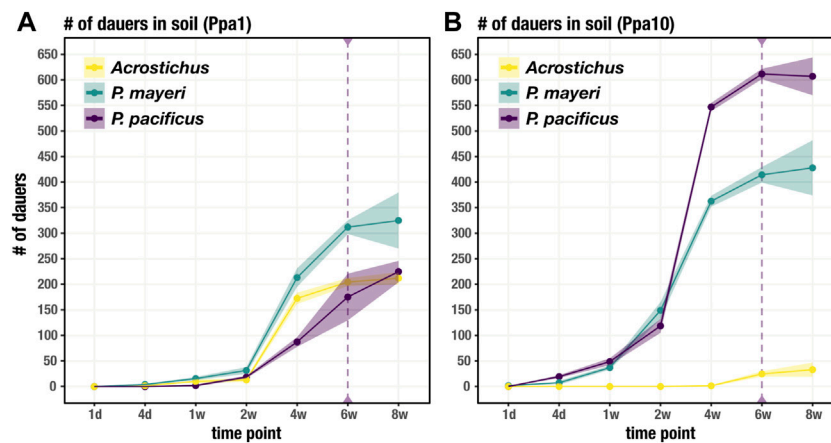 A
# of dauers in soil (Ppa1)
# of dauers
650
600
550
500
450
400
350
300
250
200
150
100
50
0
Acrostichus
P. mayeri
P. pacificus
1d 4d 1w 2w 4w 6w 8w
time point
B
# of dauers in soil (Ppa10)
650
600
550
500
450
400
350
300
250
200
150
100
50
0
Acrostichus
P. mayeri
P. pacificus
1d 4d 1w 2w 4w 6w 8w
time point